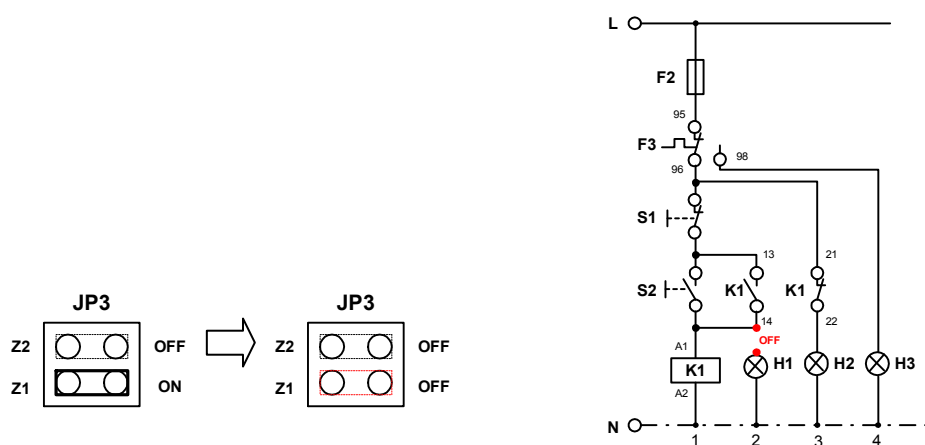 JP3
Z2 OFF
Z1 ON
JP3
Z2 OFF
Z1 OFF
L
F2
95
F3
96
98
S1
13
21
S2
K1
K1
14
22
OFF
A1
K1
H1
H2
H3
A2
N
1
2
3
4